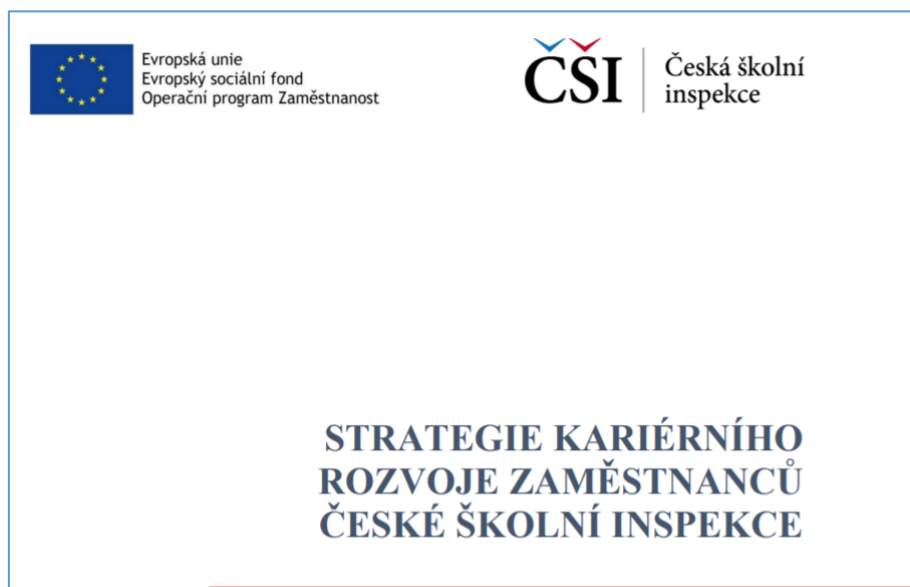 Evropská unie
Evropský sociální fond
Operační program Zaměstnanost
ČŠI
Česká školní
inspekce
STRATEGIE KARIÉRNÍHO
ROZVOJE ZAMĚSTNANCŮ
ČESKÉ ŠKOLNÍ INSPEKCE